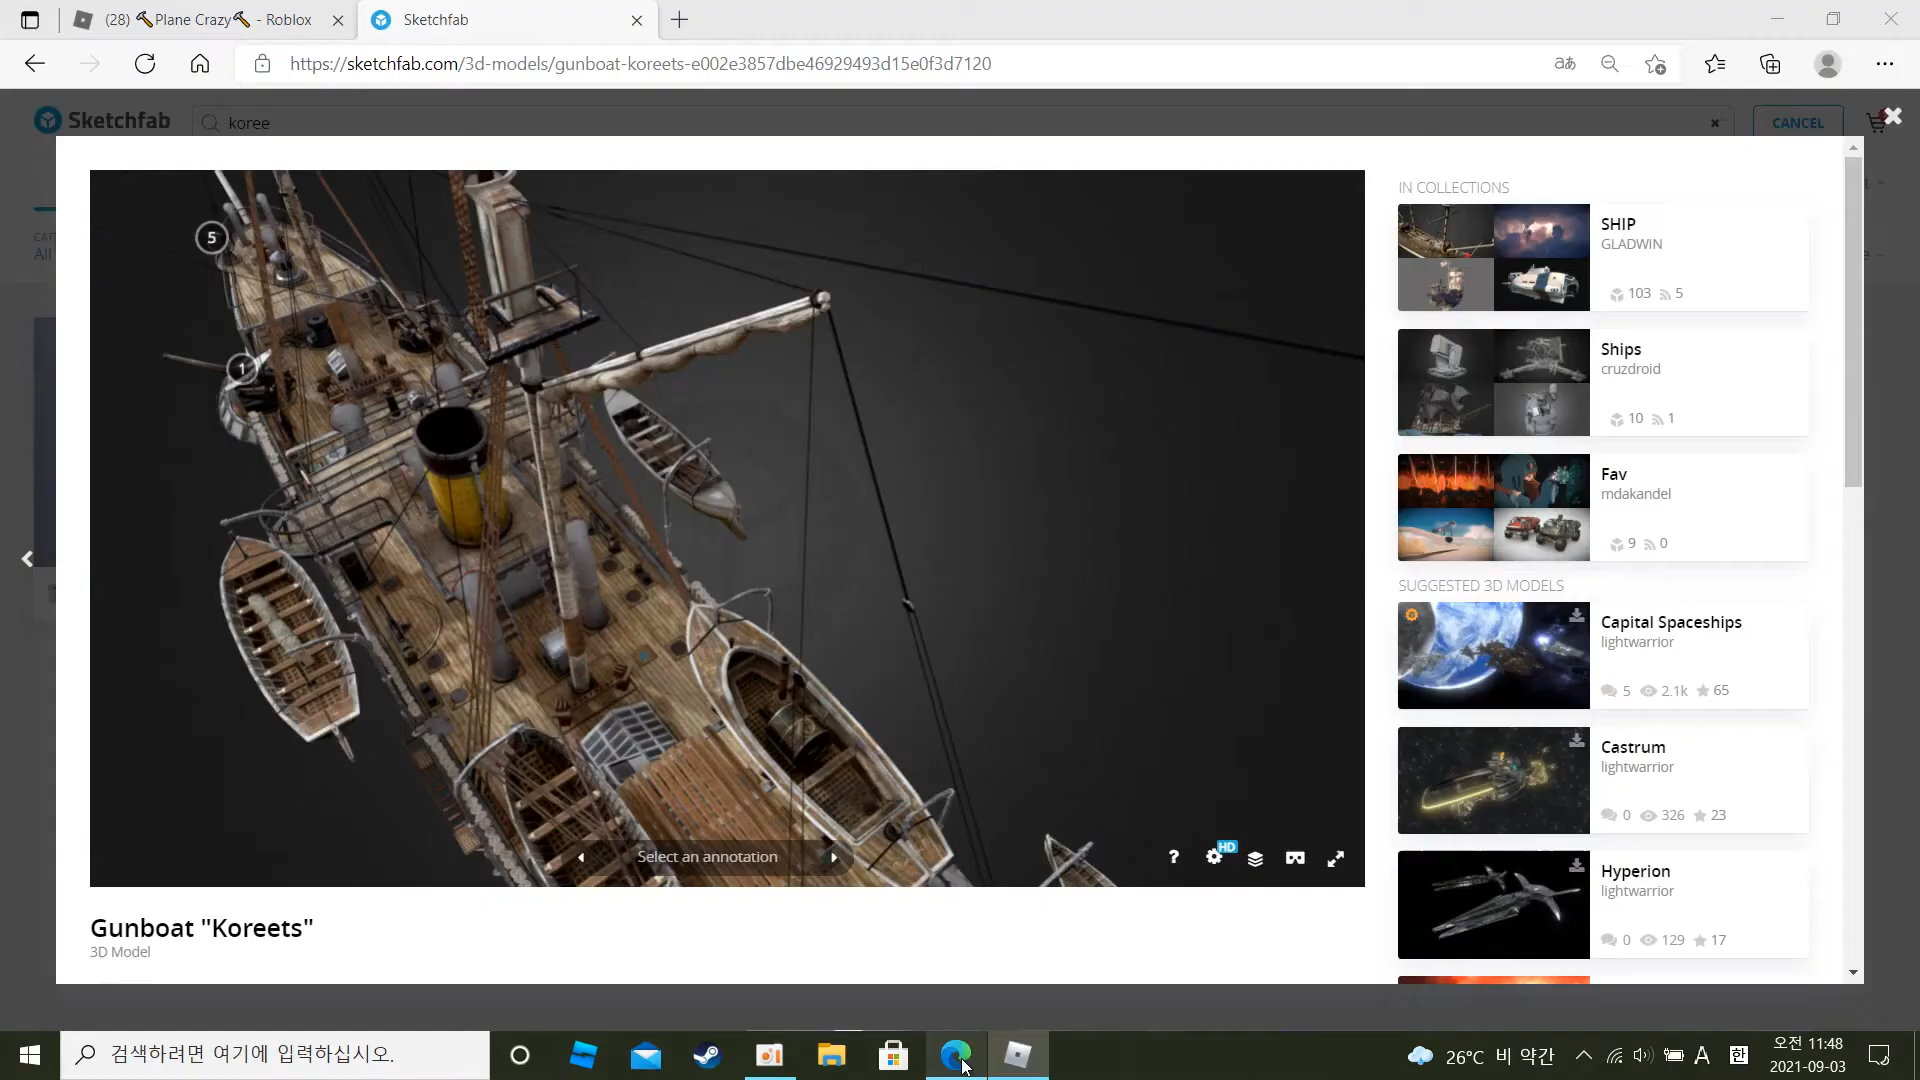 (28) 🔨Plane Crazy🔨 - Roblox
Sketchfab
https://sketchfab.com/3d-models/gunboat-koreets-e002e3857dbe46929493d15e0f3d7120
あ
Sketchfab
koree
CANCEL
CAT
All
5
1
Select an annotation
?
HD
Gunboat "Koreets"
3D Model
IN COLLECTIONS
SHIP
GLADWIN
103 5
Ships
cruzdroid
10 1
Fav
mdakandel
9 0
SUGGESTED 3D MODELS
Capital Spaceships
lightwarrior
5 2.1k 65
Castrum
lightwarrior
0 326 23
Hyperion
lightwarrior
0 129 17
검색하려면 여기에 입력하십시오.
26°C 비 약간
A
한
오전 11:48
2021-09-03